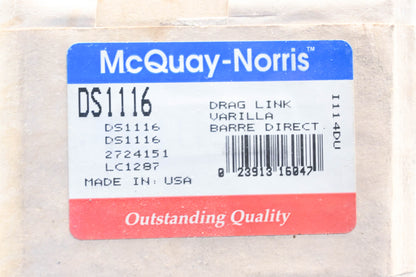 McQuay-Norris™
DS1116
DS1116
DS1116
2724151
LC1287
MADE IN: USA
DRAG LINK
VARILLA
BARRE DIRECT.
0 23913 16047
I114DU
Outstanding Quality